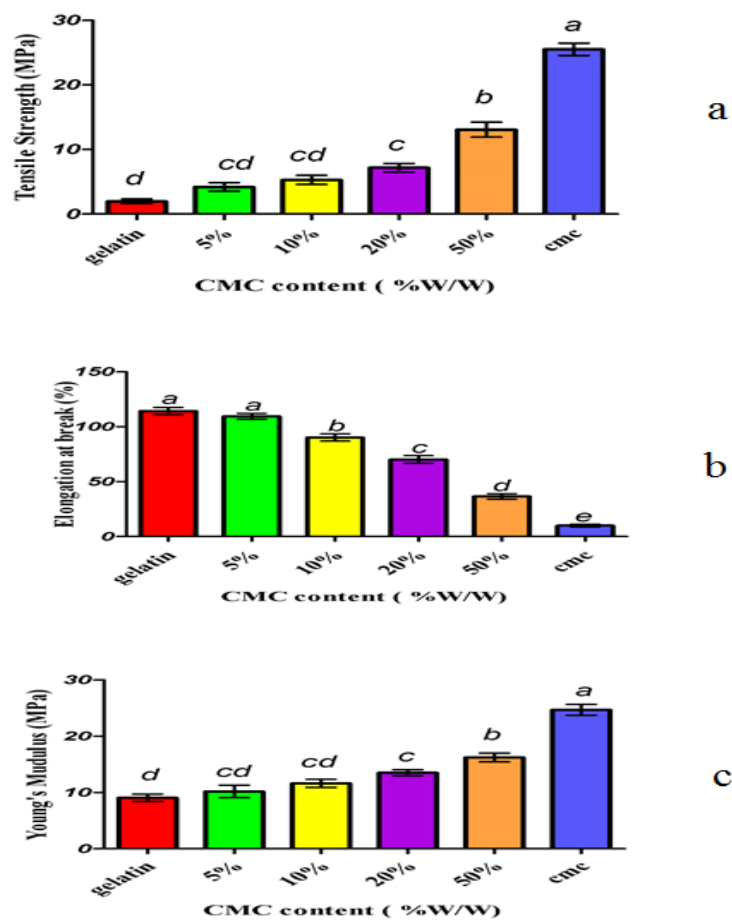 Tensile Strength (MPa)
30
20
10
0
d
cd
cd
c
b
a
gelatin
5%
10%
20%
50%
cmc
CMC content ( %W/W)
a
Elongation at break (%)
150
100
50
0
a
a
b
c
d
e
gelatin
5%
10%
20%
50%
cmc
CMC content ( %W/W)
b
Young's Mudulus (MPa)
30
20
10
0
d
cd
cd
c
b
a
gelatin
5%
10%
20%
50%
cmc
CMC content ( %W/W)
c